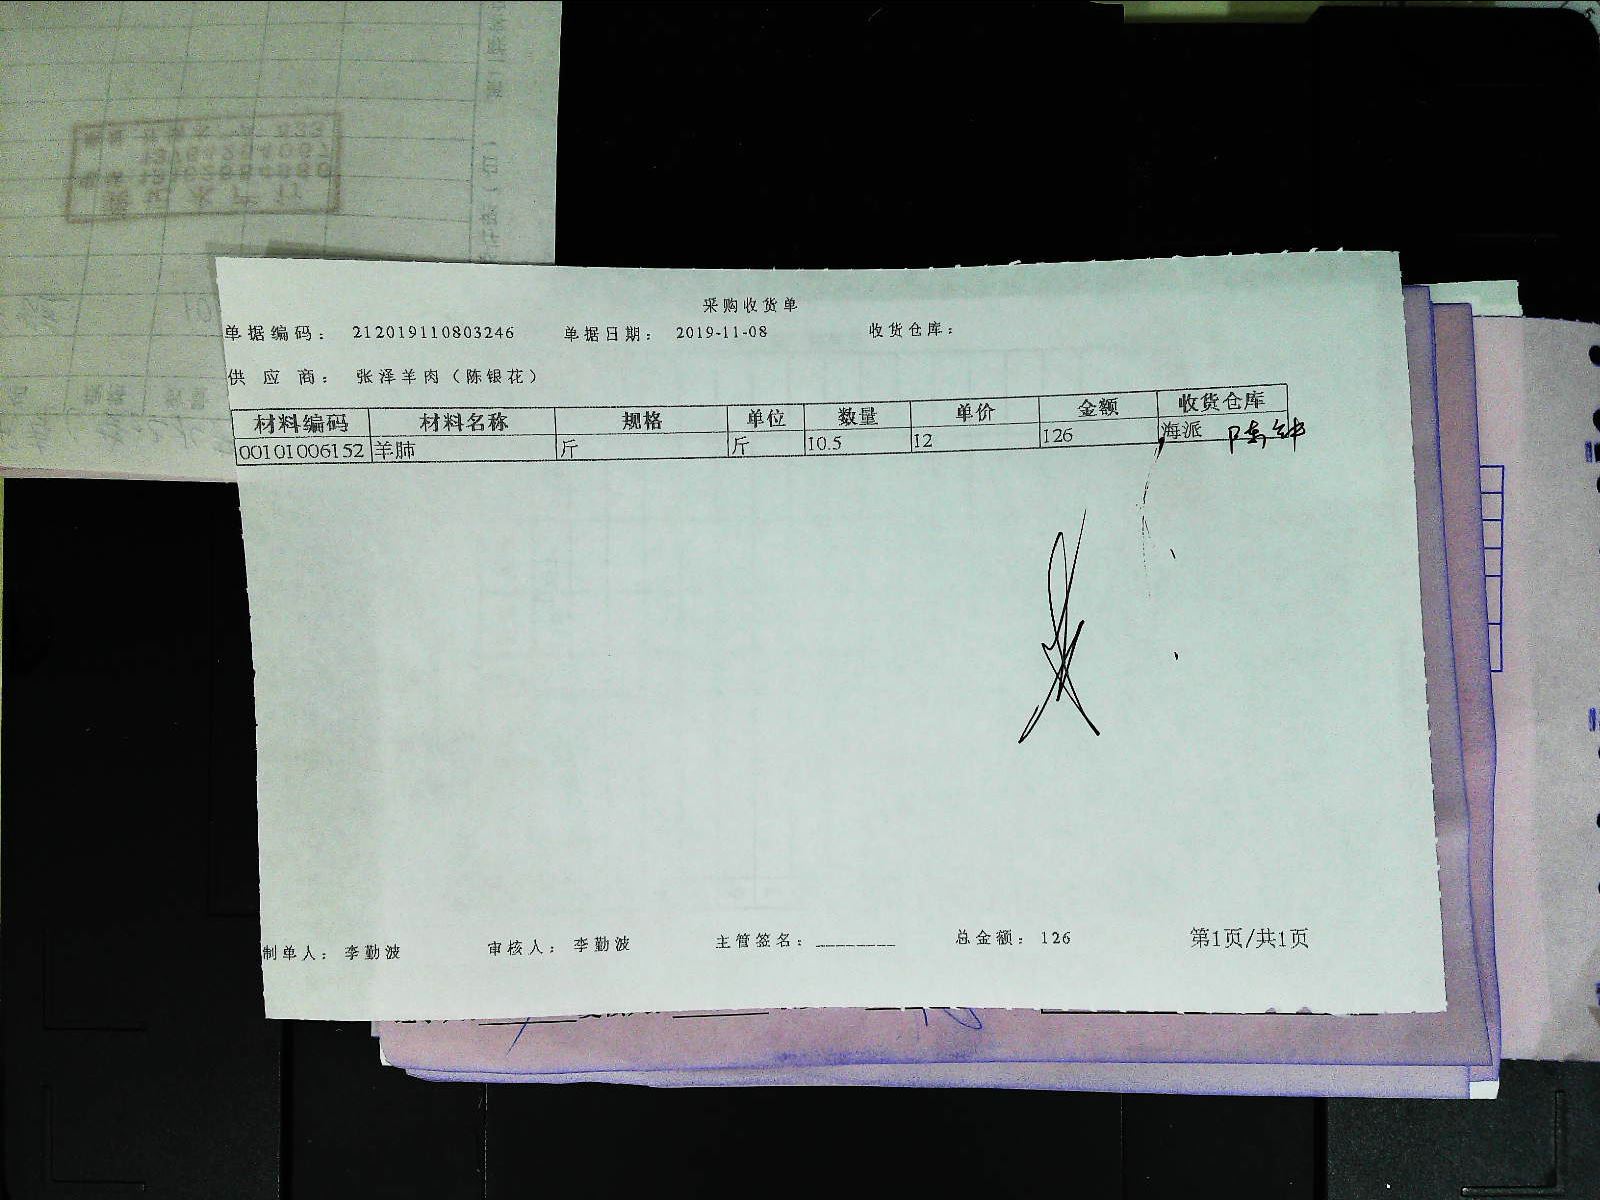 采购收货单
单据编码： 212019110803246 单据日期： 2019-11-08 收货仓库：
供应商： 张泽羊肉（陈银花）
材料编码 材料名称 规格 单位 数量 单价 金额 收货仓库
00101006152 羊肺 斤 斤 10.5 12 126 海派
制单人： 李勤波 审核人： 李勤波 主管签名：________ 总金额： 126 第1页/共1页